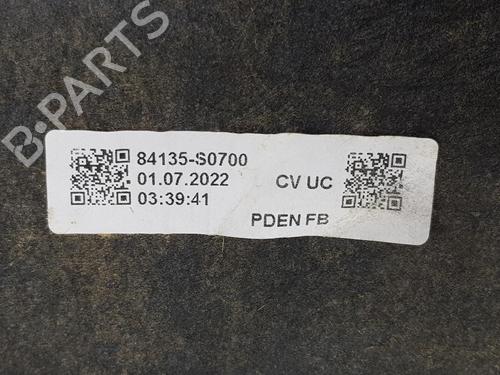 B-PARTS
84135-S0700
01.07.2022
03:39:41
CV UC
PDEN FB